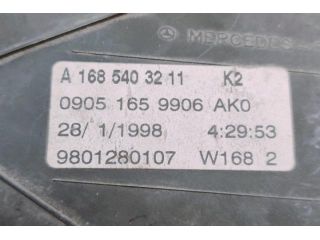 MERCEDES
A 168 540 32 11 K2
0905 165 9906 AK0
28/ 1/1998 4:29:53
9801280107 W168 2